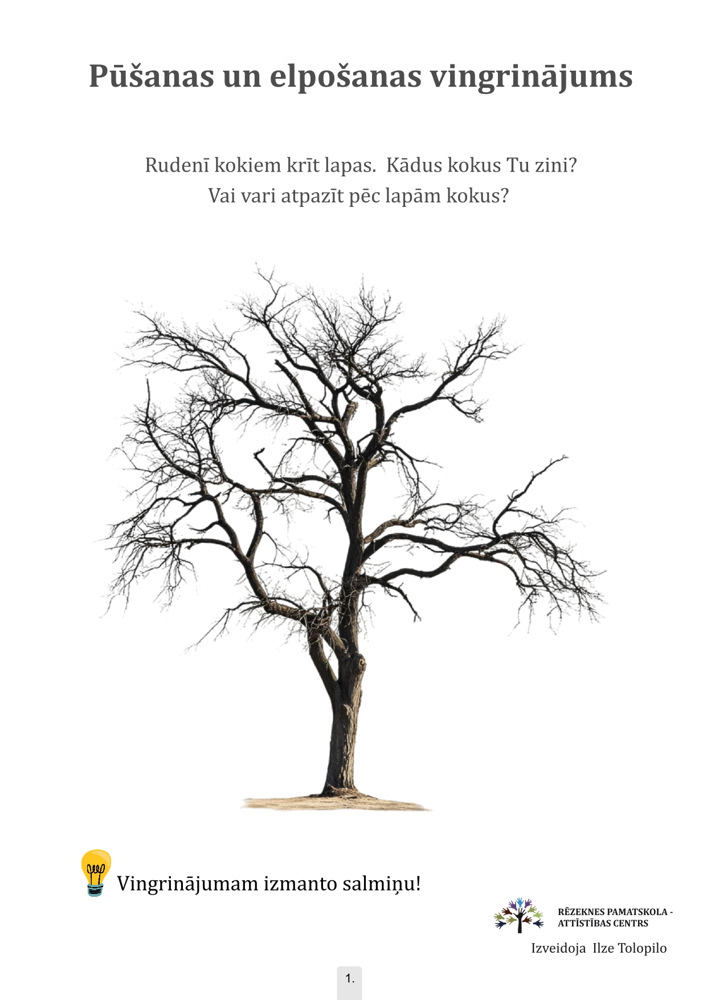 Pūšanas un elpošanas vingrinājums
Rudenī kokiem krīt lapas.  Kādus kokus Tu zini?
Vai vari atpazīt pēc lapām kokus?
Vingrinājumam izmanto salmiņu!
RĒZEKNES PAMATSKOLA -
ATTĪSTĪBAS CENTRS
Izveidoja  Ilze Tolopilo
1.